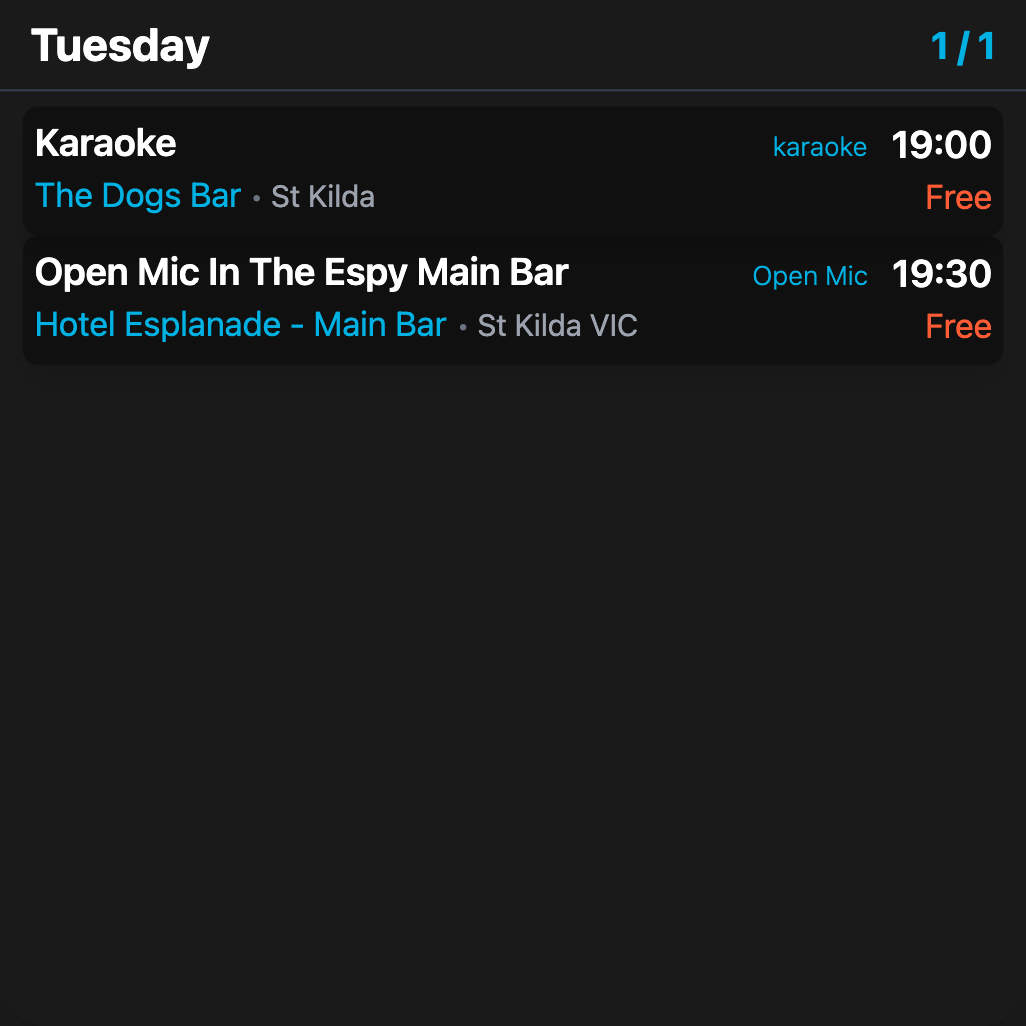 Tuesday 1 / 1
Karaoke karaoke 19:00
The Dogs Bar • St Kilda Free
Open Mic In The Espy Main Bar Open Mic 19:30
Hotel Esplanade - Main Bar • St Kilda VIC Free